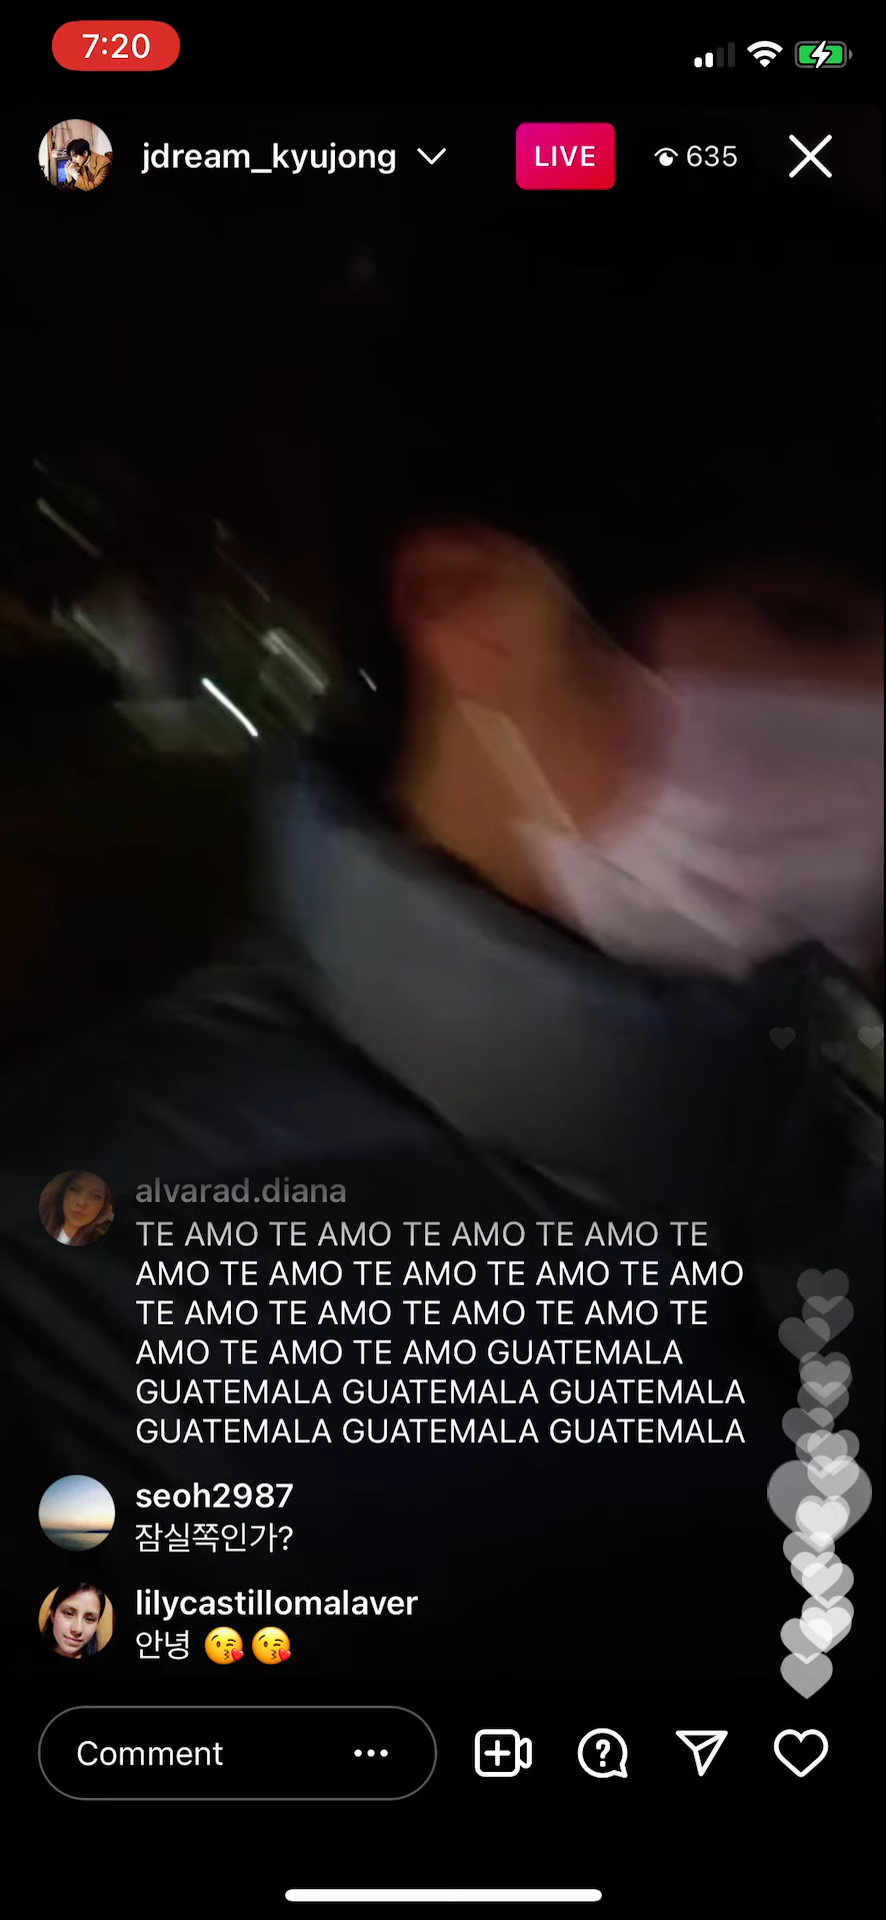 7:20
jdream_kyujong
LIVE
635
alvarad.diana
TE AMO TE AMO TE AMO TE AMO TE
AMO TE AMO TE AMO TE AMO TE AMO
TE AMO TE AMO TE AMO TE AMO TE
AMO TE AMO TE AMO GUATEMALA
GUATEMALA GUATEMALA GUATEMALA
GUATEMALA GUATEMALA GUATEMALA
seoh2987
잠실쪽인가?
lilycastillomalaver
안녕 😘😘
Comment